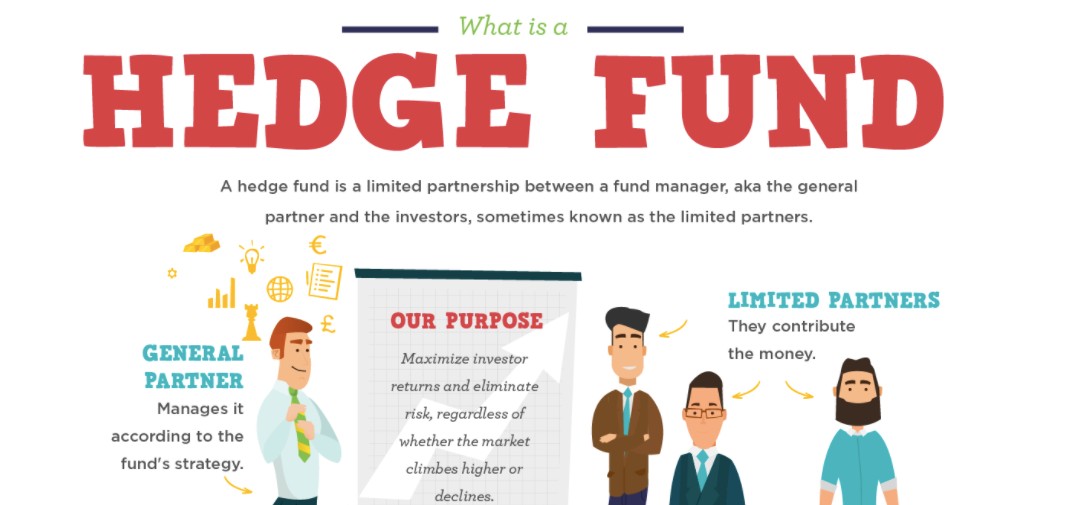 What is a
HEDGE FUND
A hedge fund is a limited partnership between a fund manager, aka the general
partner and the investors, sometimes known as the limited partners.
€
£
GENERAL
PARTNER
Manages it
according to the
fund's strategy.
OUR PURPOSE
Maximize investor
returns and eliminate
risk, regardless of
whether the market
climbes higher or
declines.
LIMITED PARTNERS
They contribute
the money.